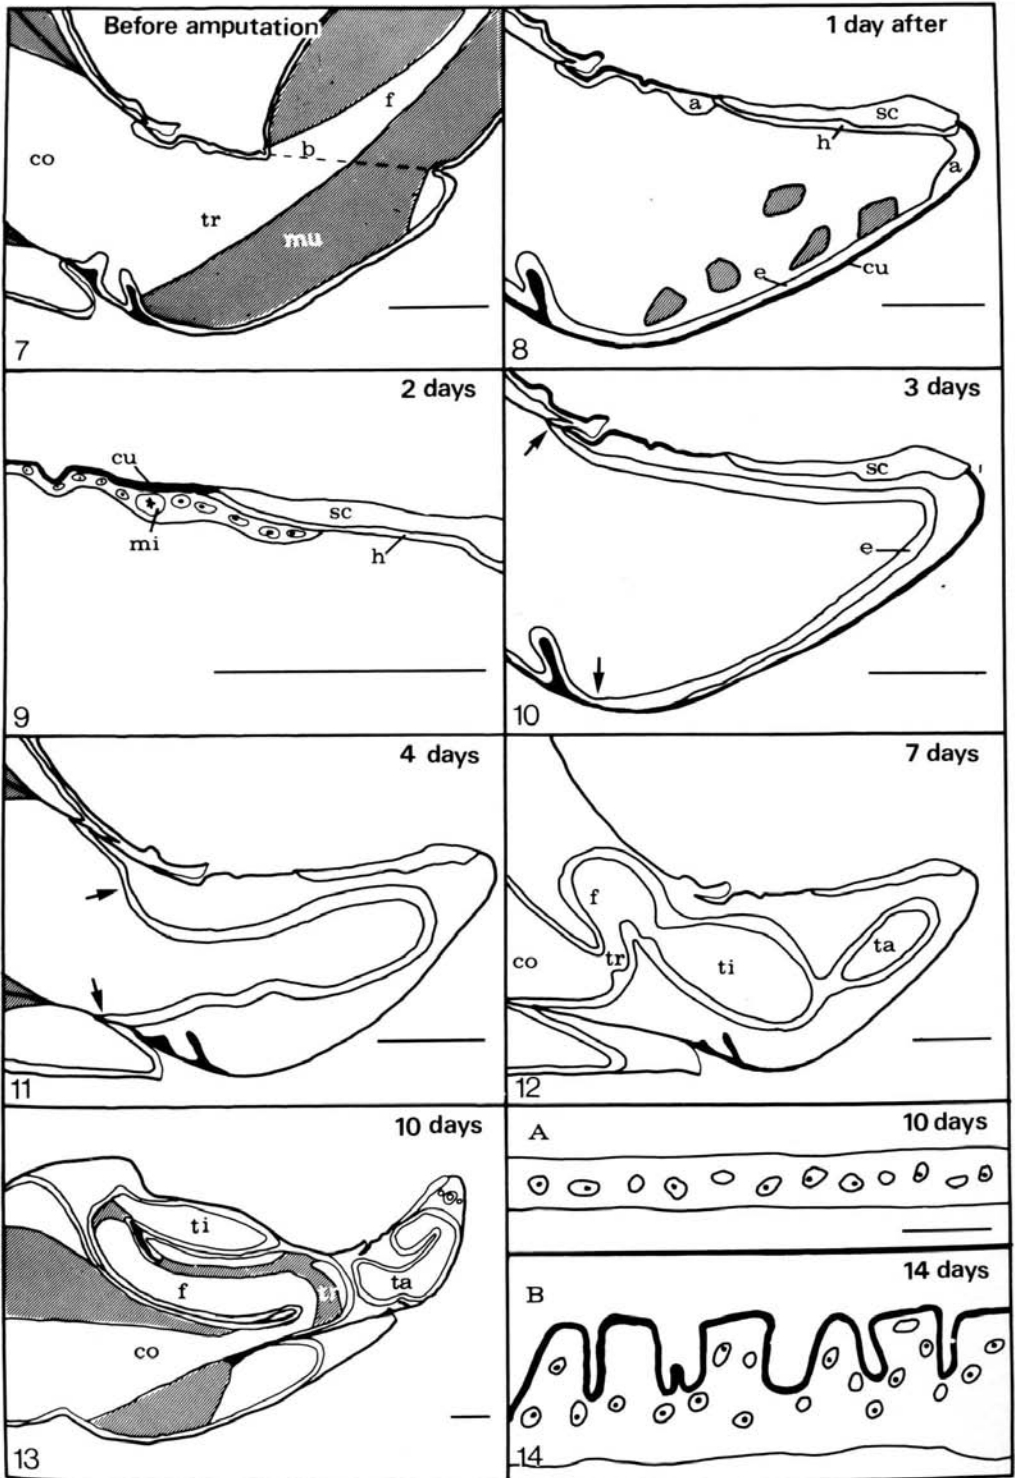 Before amputation
f
b
co
tr
mu
7
1 day after
a
sc
h
a
e
cu
8
2 days
cu
sc
mi
h
9
3 days
sc
e
10
4 days
11
7 days
f
ta
co
tr
ti
12
10 days
ti
f
tr
ta
co
13
10 days
A
14 days
B
14